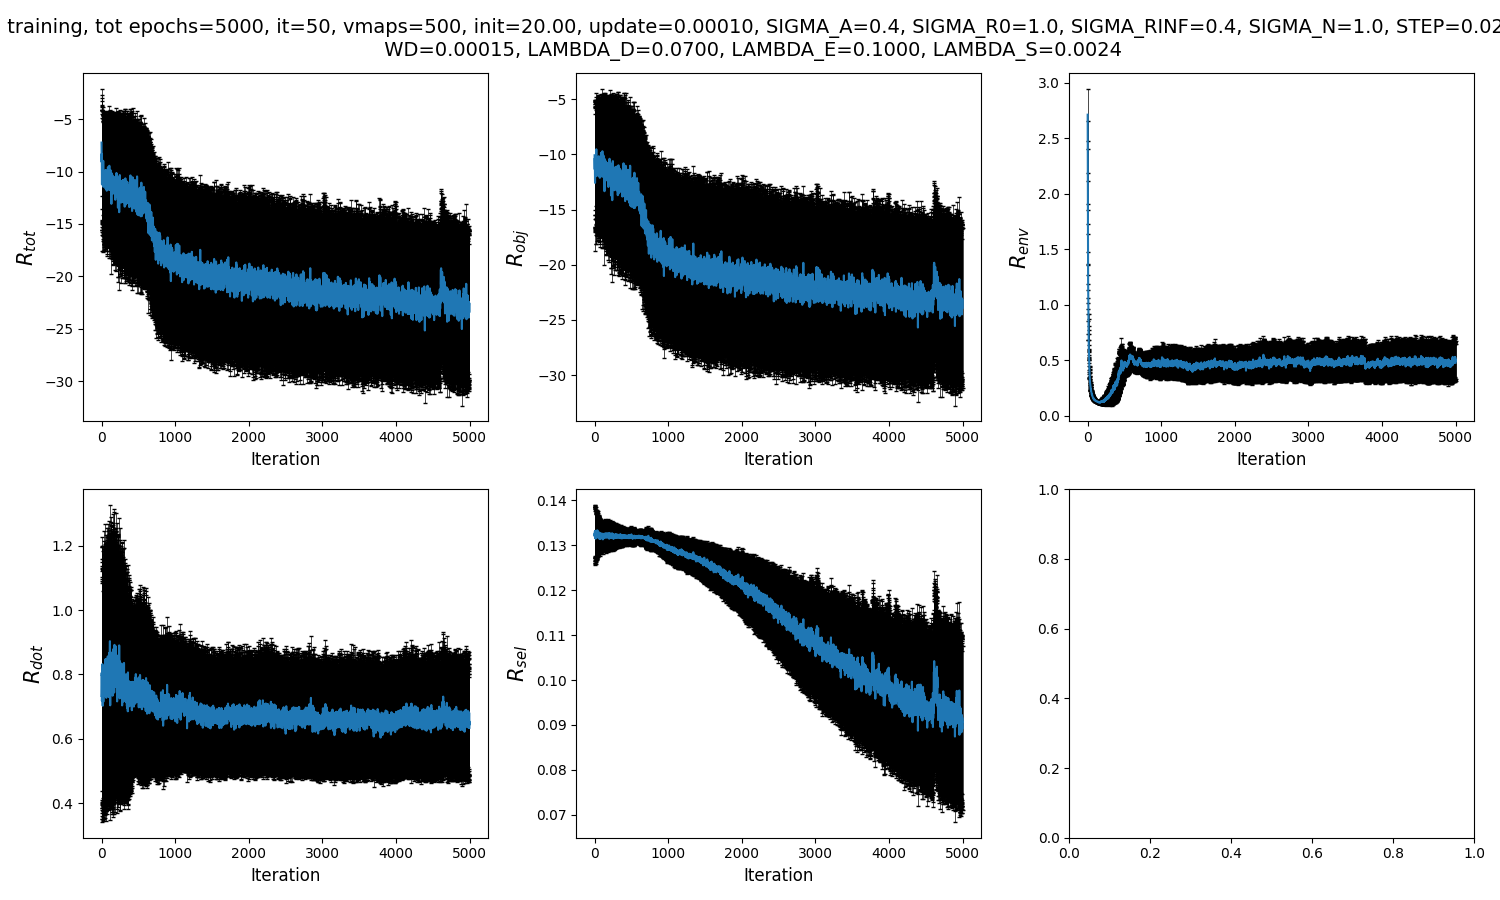 training, tot epochs=5000, it=50, vmaps=500, init=20.00, update=0.00010, SIGMA_A=0.4, SIGMA_R0=1.0, SIGMA_RINF=0.4, SIGMA_N=1.0, STEP=0.02
WD=0.00015, LAMBDA_D=0.0700, LAMBDA_E=0.1000, LAMBDA_S=0.0024
R_tot
−5
−10
−15
−20
−25
−30
0 1000 2000 3000 4000 5000
Iteration
R_obj
−5
−10
−15
−20
−25
−30
0 1000 2000 3000 4000 5000
Iteration
R_env
3.0
2.5
2.0
1.5
1.0
0.5
0.0
0 1000 2000 3000 4000 5000
Iteration
R_dot
1.2
1.0
0.8
0.6
0.4
0 1000 2000 3000 4000 5000
Iteration
R_sel
0.14
0.13
0.12
0.11
0.10
0.09
0.08
0.07
0 1000 2000 3000 4000 5000
Iteration
1.0
0.8
0.6
0.4
0.2
0.0
0.0 0.2 0.4 0.6 0.8 1.0